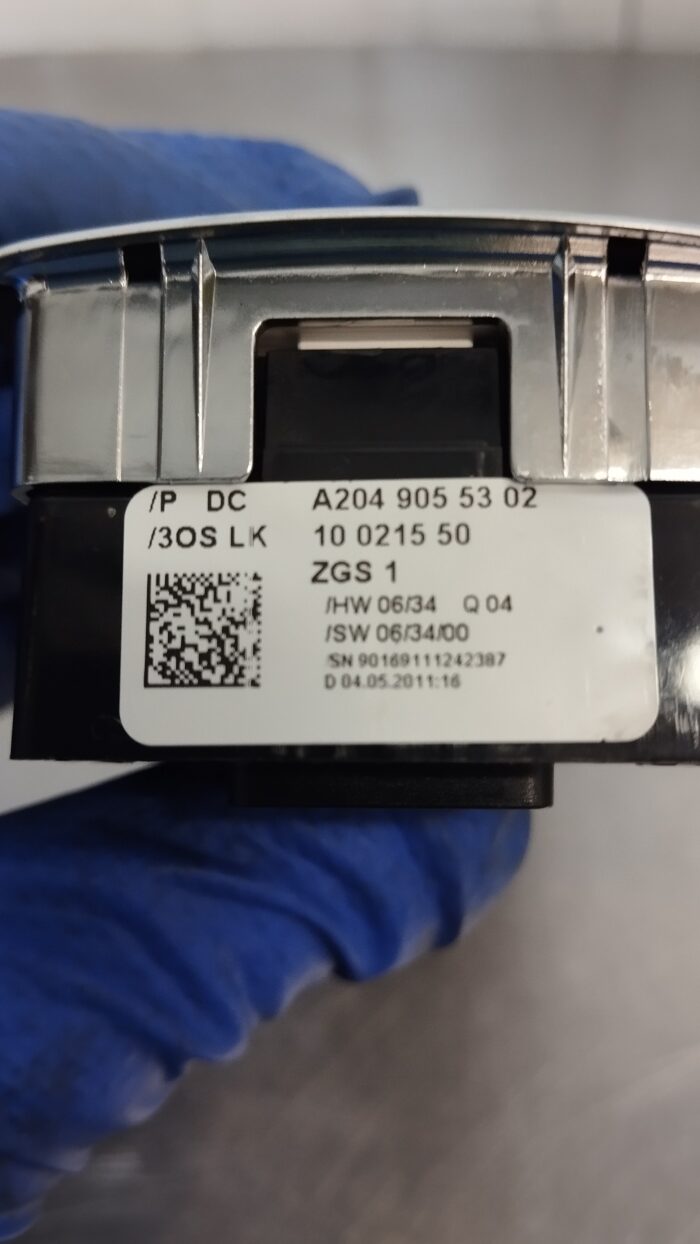 /P DC A204 905 53 02
/3OS LK 10 0215 50
ZGS 1
/HW 06/34 Q 04
/SW 06/34/00
/SN 90169111242387
D 04.05.2011:16